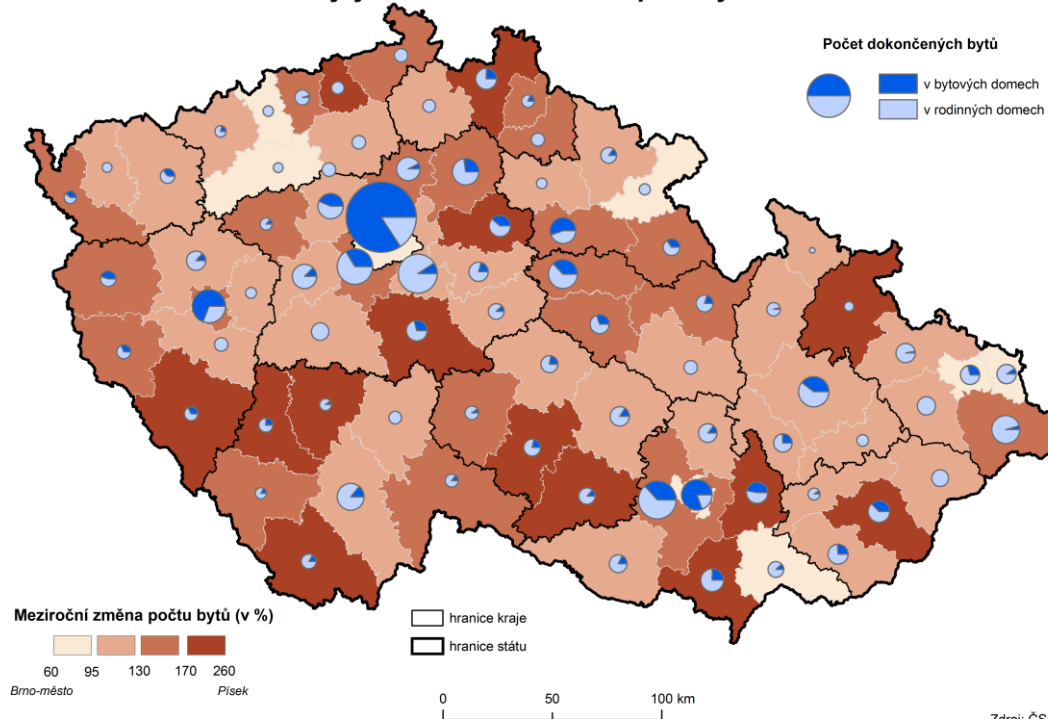 Počet dokončených bytů
v bytových domech
v rodinných domech
Meziroční změna počtu bytů (v %)
60 95 130 170 260
Brno-město Písek
hranice kraje
hranice státu
0 50 100 km
Zdroj: